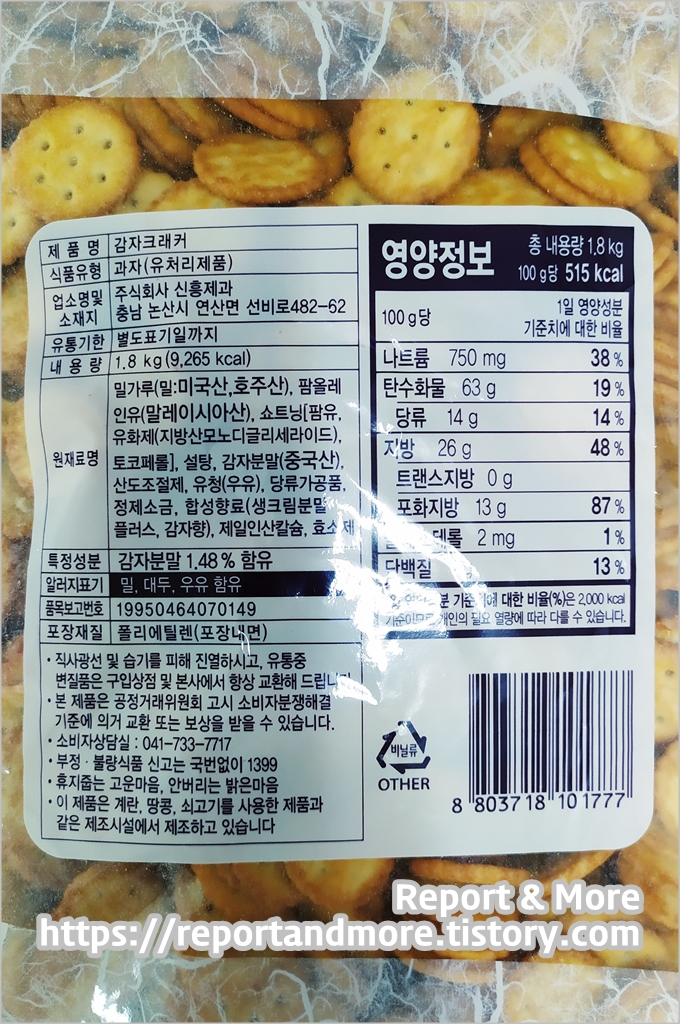 제 품 명 감자크래커
식품유형 과자(유처리제품)
업소명및 소재지 주식회사 신흥제과
충남 논산시 연산면 선비로482-62
유통기한 별도표기일까지
내 용 량 1.8 kg(9,265 kcal)
원재료명
밀가루(밀:미국산,호주산), 팜올레
인유(말레이시아산), 쇼트닝[팜유,
유화제(지방산모노디글리세라이드),
토코페롤], 설탕, 감자분말(중국산),
산도조절제, 유청(우유), 당류가공품,
정제소금, 합성향료(생크림분말
플러스, 감자향), 제일인산칼슘, 효소제
특정성분 감자분말 1.48% 함유
알러지표기 밀, 대두, 우유 함유
품목보고번호 19950464070149
포장재질 폴리에틸렌(포장내면)
· 직사광선 및 습기를 피해 진열하시고, 유통중
변질품은 구입상점 및 본사에서 항상 교환해 드립니다
· 본 제품은 공정거래위원회 고시 소비자분쟁해결
기준에 의거 교환 또는 보상을 받을 수 있습니다.
· 소비자상담실 : 041-733-7717
· 부정 · 불량식품 신고는 국번없이 1399
· 휴지줍는 고운마음, 안버리는 밝은마음
· 이 제품은 계란, 땅콩, 쇠고기를 사용한 제품과
같은 제조시설에서 제조하고 있습니다
영양정보
총 내용량 1.8 kg
100 g당 515 kcal
100 g당
1일 영양성분
기준치에 대한 비율
나트륨 750 mg 38 %
탄수화물 63 g 19 %
당류 14 g 14 %
지방 26 g 48 %
트랜스지방 0 g
포화지방 13 g 87 %
테롤 2 mg 1 %
단백질 13 %
기준치에 대한 비율(%)은 2,000 kcal
기준이므로 개인의 필요 열량에 따라 다를 수 있습니다.
비닐류
OTHER
8 803718 101777
Report & More
https://reportandmore.tistory.com